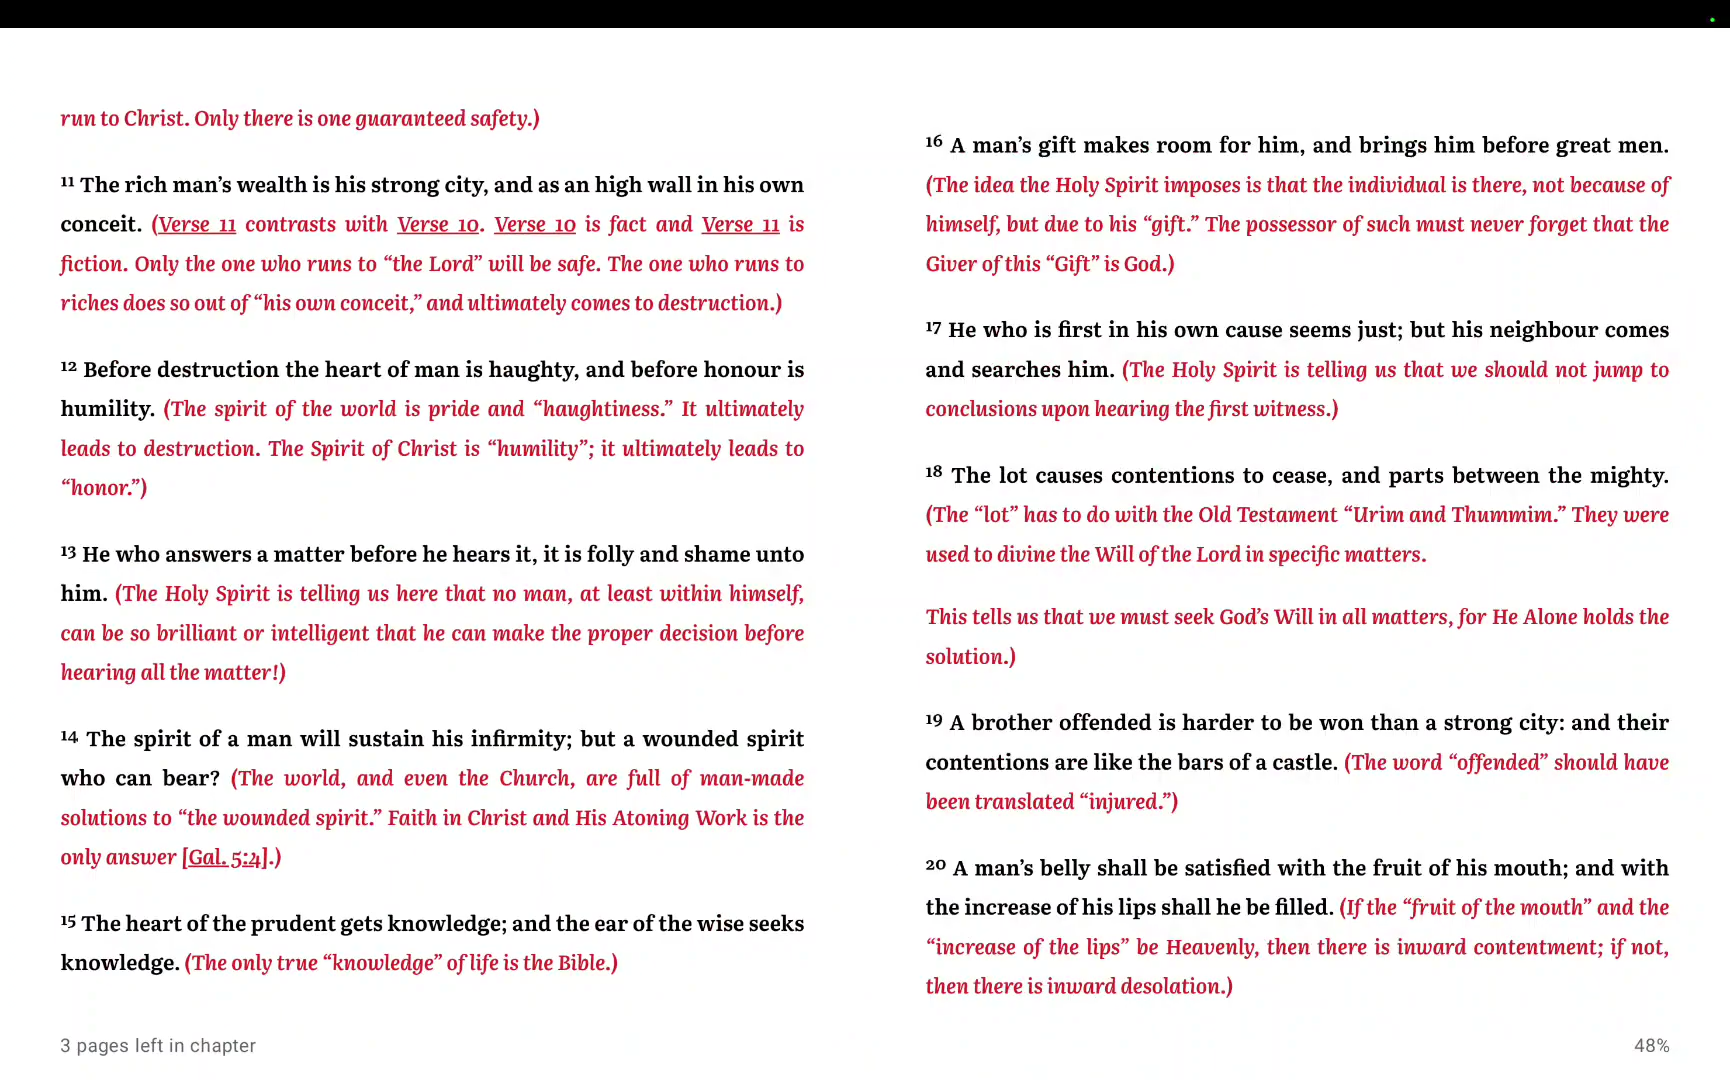 run to Christ. Only there is one guaranteed safety.)
11 The rich man’s wealth is his strong city, and as an high wall in his own
conceit. (Verse 11 contrasts with Verse 10. Verse 10 is fact and Verse 11 is
fiction. Only the one who runs to “the Lord” will be safe. The one who runs to
riches does so out of “his own conceit,” and ultimately comes to destruction.)
12 Before destruction the heart of man is haughty, and before honour is
humility. (The spirit of the world is pride and “haughtiness.” It ultimately
leads to destruction. The Spirit of Christ is “humility”; it ultimately leads to
“honor.”)
13 He who answers a matter before he hears it, it is folly and shame unto
him. (The Holy Spirit is telling us here that no man, at least within himself,
can be so brilliant or intelligent that he can make the proper decision before
hearing all the matter!)
14 The spirit of a man will sustain his infirmity; but a wounded spirit
who can bear? (The world, and even the Church, are full of man-made
solutions to “the wounded spirit.” Faith in Christ and His Atoning Work is the
only answer [Gal. 5:4].)
15 The heart of the prudent gets knowledge; and the ear of the wise seeks
knowledge. (The only true “knowledge” of life is the Bible.)
16 A man’s gift makes room for him, and brings him before great men.
(The idea the Holy Spirit imposes is that the individual is there, not because of
himself, but due to his “gift.” The possessor of such must never forget that the
Giver of this “Gift” is God.)
17 He who is first in his own cause seems just; but his neighbour comes
and searches him. (The Holy Spirit is telling us that we should not jump to
conclusions upon hearing the first witness.)
18 The lot causes contentions to cease, and parts between the mighty.
(The “lot” has to do with the Old Testament “Urim and Thummim.” They were
used to divine the Will of the Lord in specific matters.
This tells us that we must seek God’s Will in all matters, for He Alone holds the
solution.)
19 A brother offended is harder to be won than a strong city: and their
contentions are like the bars of a castle. (The word “offended” should have
been translated “injured.”)
20 A man’s belly shall be satisfied with the fruit of his mouth; and with
the increase of his lips shall he be filled. (If the “fruit of the mouth” and the
“increase of the lips” be Heavenly, then there is inward contentment; if not,
then there is inward desolation.)
3 pages left in chapter
48%